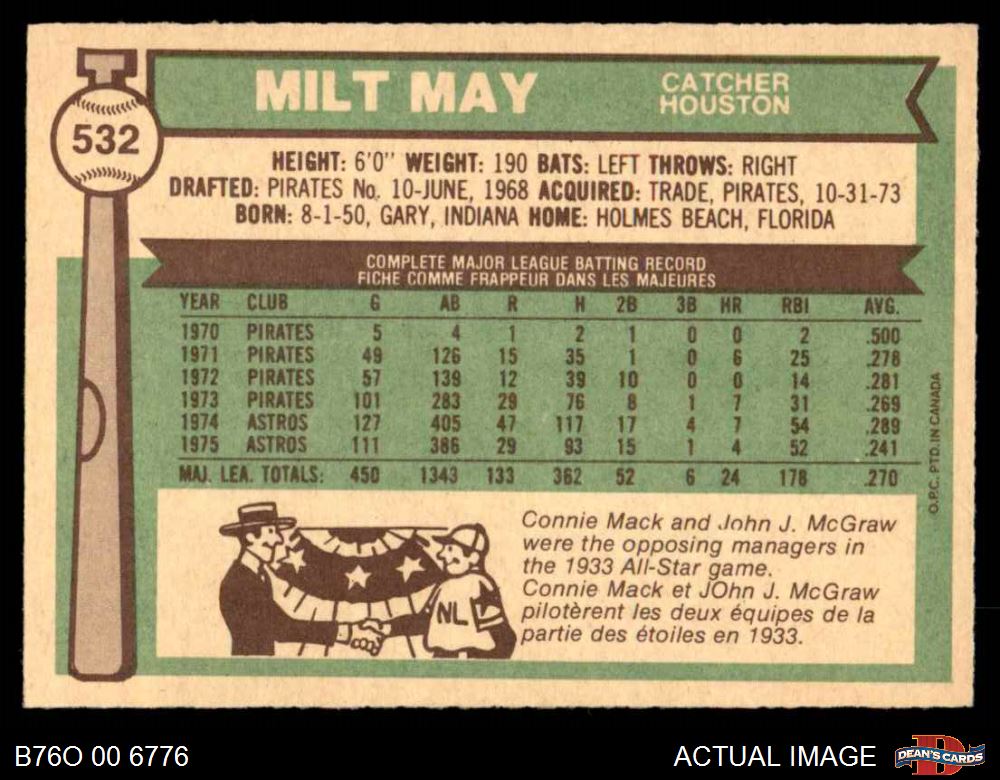 532
MILT MAY
CATCHER
HOUSTON
HEIGHT: 6'0" WEIGHT: 190 BATS: LEFT THROWS: RIGHT
DRAFTED: PIRATES No. 10-JUNE, 1968 ACQUIRED: TRADE, PIRATES, 10-31-73
BORN: 8-1-50, GARY, INDIANA HOME: HOLMES BEACH, FLORIDA
COMPLETE MAJOR LEAGUE BATTING RECORD
FICHE COMME FRAPPEUR DANS LES MAJEURES
YEAR CLUB G AB R H 2B 3B HR RBI AVG.
1970 PIRATES 5 4 1 2 1 0 0 2 .500
1971 PIRATES 49 126 15 35 1 0 6 25 .278
1972 PIRATES 57 139 12 39 10 0 0 14 .281
1973 PIRATES 101 283 29 76 8 1 7 31 .269
1974 ASTROS 127 405 47 117 17 4 7 54 .289
1975 ASTROS 111 386 29 93 15 1 4 52 .241
MAJ. LEA. TOTALS: 450 1343 133 362 52 6 24 178 .270
O.P.C. PTD. IN CANADA
NL
Connie Mack and John J. McGraw
were the opposing managers in
the 1933 All-Star game.
Connie Mack et JOhn J. McGraw
pilotèrent les deux équipes de la
partie des étoiles en 1933.
B76O 00 6776
ACTUAL IMAGE
D
DEAN'S CARDS